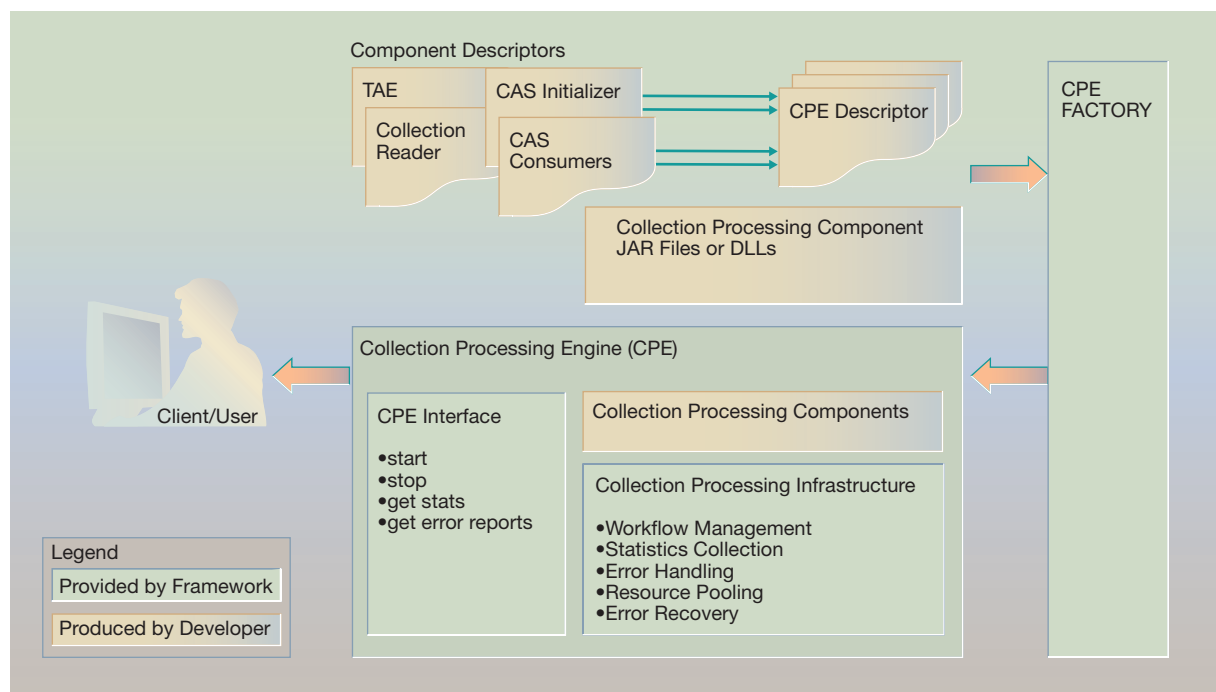 Component Descriptors
TAE
CAS Initializer
Collection
Reader
CAS
Consumers
CPE Descriptor
CPE
FACTORY
Collection Processing Component
JAR Files or DLLs
Client/User
Collection Processing Engine (CPE)
CPE Interface
•start
•stop
•get stats
•get error reports
Collection Processing Components
Collection Processing Infrastructure
•Workflow Management
•Statistics Collection
•Error Handling
•Resource Pooling
•Error Recovery
Legend
Provided by Framework
Produced by Developer